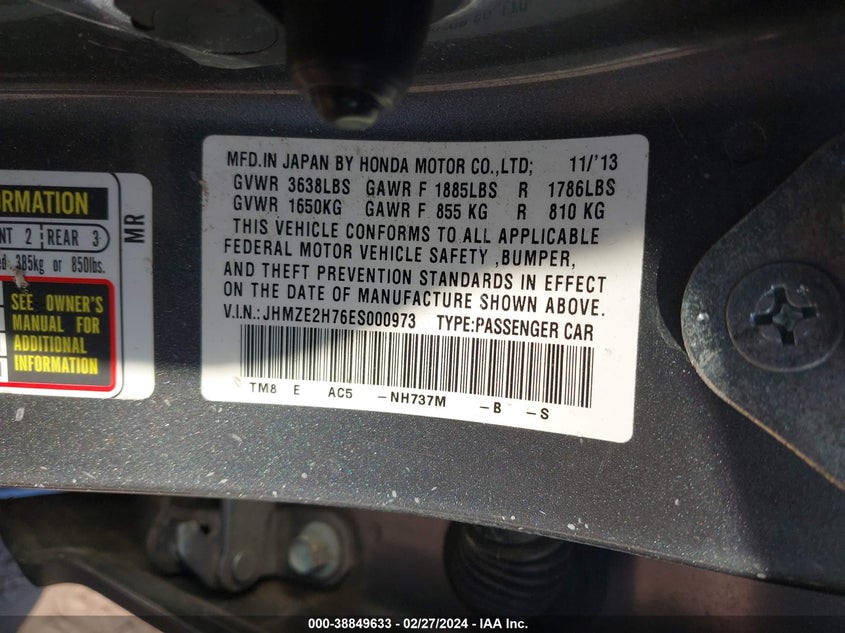 MFD.IN JAPAN BY HONDA MOTOR CO.,LTD; 11/'13
GVWR 3638LBS GAWR F 1885LBS R 1786LBS
GVWR 1650KG GAWR F 855 KG R 810 KG
THIS VEHICLE CONFORMS TO ALL APPLICABLE
FEDERAL MOTOR VEHICLE SAFETY ,BUMPER,
AND THEFT PREVENTION STANDARDS IN EFFECT
ON THE DATE OF MANUFACTURE SHOWN ABOVE.
V.I.N.: JHMZE2H76ES000973 TYPE:PASSENGER CAR
TM8 E AC5 -NH737M -B -S
2 REAR 3
385kg or 850lbs.
MR
SEE OWNER'S
MANUAL FOR
ADDITIONAL
INFORMATION
000-38849633 - 02/27/2024 - IAA Inc.